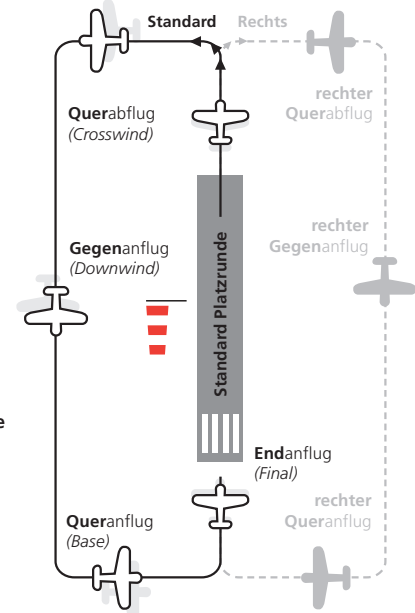 Standard
Rechts
Querabflug
(Crosswind)
rechter
Querabflug
Gegenanflug
(Downwind)
rechter
Gegenanflug
Standard Platzrunde
e
Endanflug
(Final)
Queranflug
(Base)
rechter
Queranflug